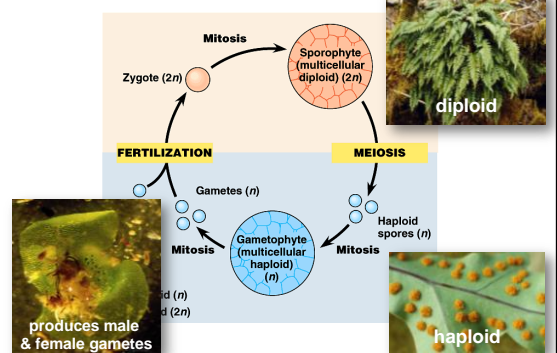 Mitosis
Sporophyte
(multicellular
diploid) (2n)
Zygote (2n)
diploid
FERTILIZATION
MEIOSIS
Gametes (n)
Haploid
spores (n)
Gametophyte
(multicellular
haploid)
(n)
Mitosis
Mitosis
(n)
(2n)
produces male
& female gametes
haploid